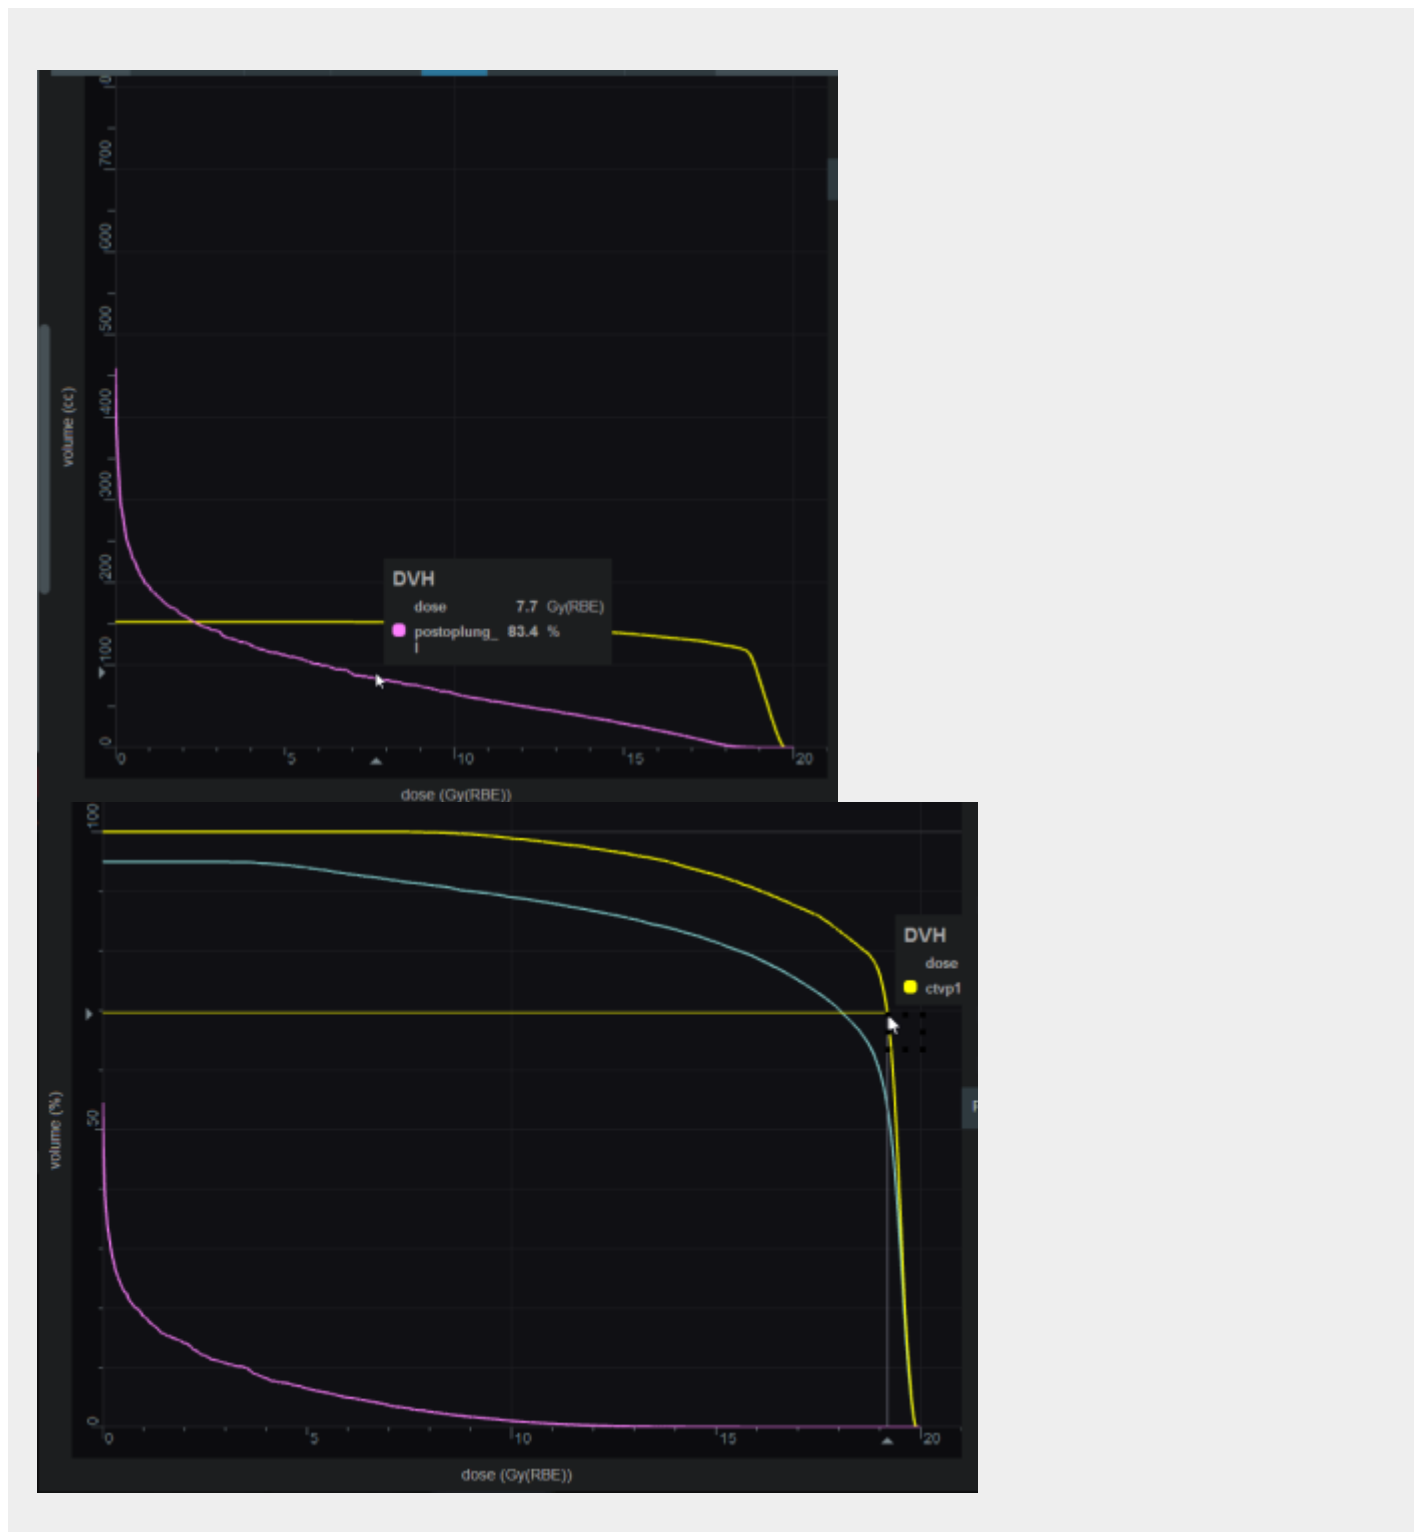 700
600
500
400
300
200
100
0
volume (cc)
DVH
dose 7.7 Gy(RBE)
postoplung_ 83.4 %
l
0 5 10 15 20
dose (Gy(RBE))
100
50
0
volume (%)
DVH
dose
ctvp1
0 5 10 15 20
dose (Gy(RBE))